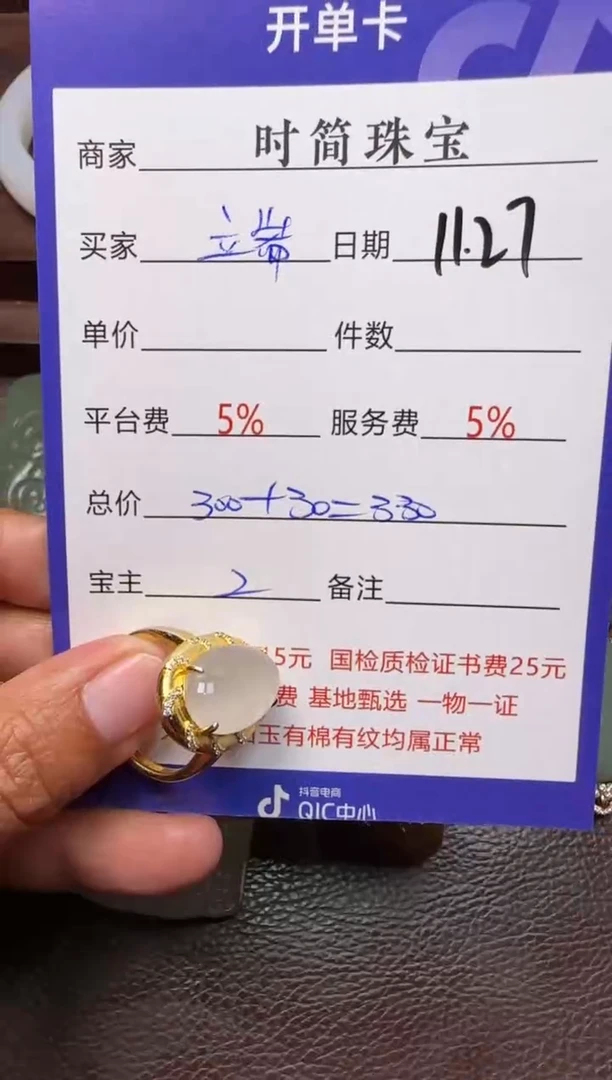 开单卡
商家 时简珠宝
买家 立端 日期 11.27
单价 件数
平台费 5% 服务费 5%
总价 300+30=330
宝主 2 备注
15元 国检质检证书费25元
费 基地甄选 一物一证
玉有棉有纹均属正常
抖音电商
QIC中心